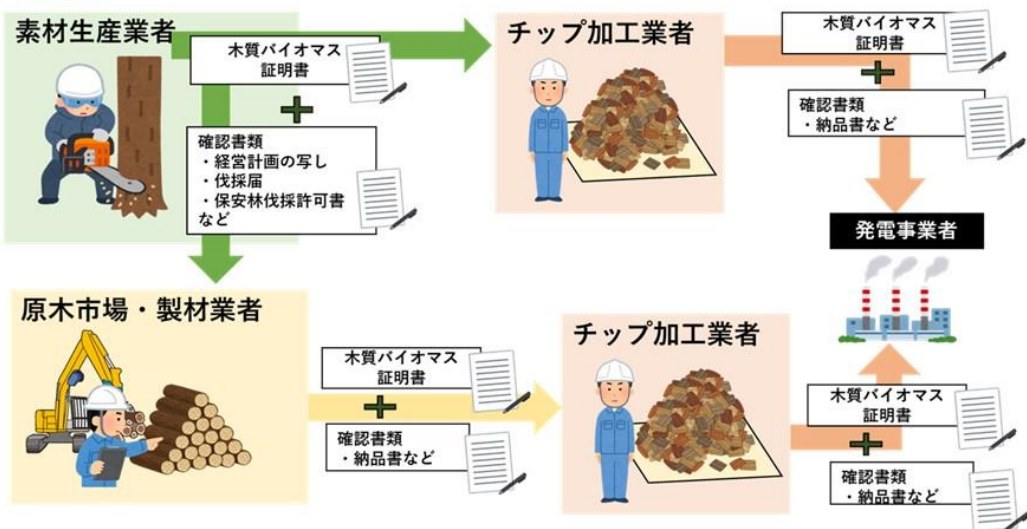 素材生産業者
木質バイオマス
証明書
確認書類
・経営計画の写し
・伐採届
・保安林伐採許可書
など
チップ加工業者
木質バイオマス
証明書
確認書類
・納品書など
発電事業者
原木市場・製材業者
木質バイオマス
証明書
確認書類
・納品書など
チップ加工業者
木質バイオマス
証明書
確認書類
・納品書など